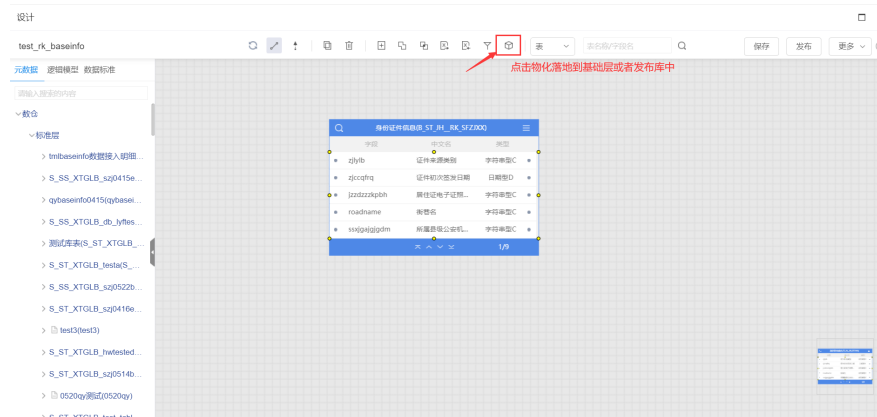 设计
test_rk_baseinfo
表
表名称/字段名
保存
发布
更多
点击物化落地到基础层或者发布库中
元数据 逻辑模型 数据标准
请输入搜索的内容
数仓
标准层
tmlbaseinfo数据接入明细...
S_SS_XTGLB_szj0415e...
qybaseinfo0415(qybasei...
S_SS_XTGLB_db_lyftes...
测试库表(S_ST_XTGLB_...
S_ST_XTGLB_testa(S_...
S_SS_XTGLB_szj0522b...
S_ST_XTGLB_szj0416e...
test3(test3)
S_ST_XTGLB_hwtested...
S_ST_XTGLB_szj0514b...
0520qy测试(0520qy)
身份证件信息(B_ST_JH__RK_SFZJXX)
字段 中文名 类型
zjlylb 证件来源类别 字符串型C
zjccqfrq 证件初次签发日期 日期型D
jzzdzzzkpbh 居住证电子证照... 字符串型C
roadname 街巷名 字符串型C
ssxjgajgjgdm 所属县级公安机... 字符串型C
1/9